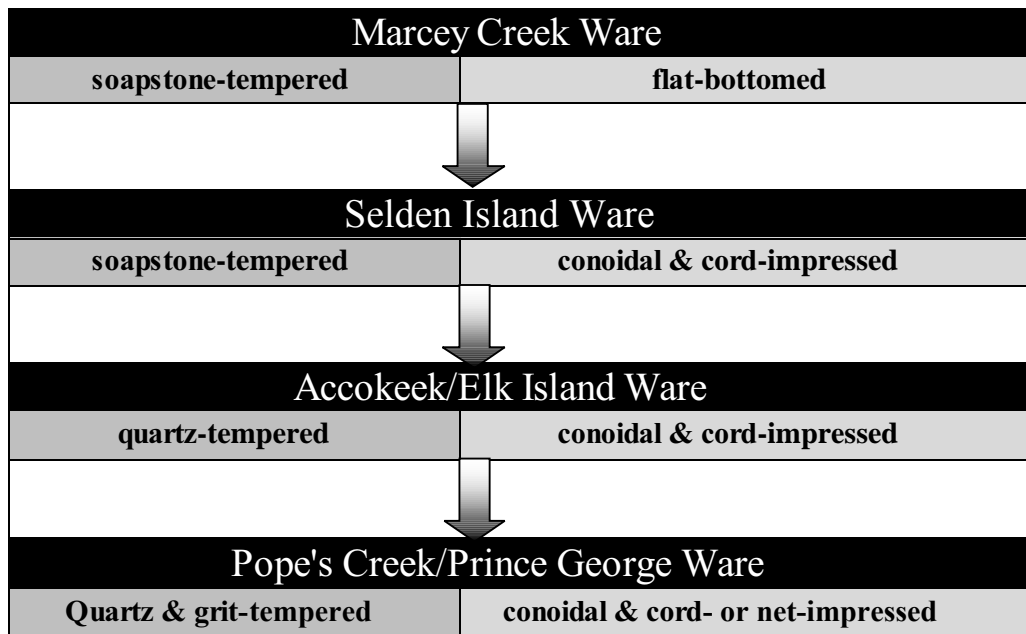 Marcey Creek Ware
soapstone-tempered flat-bottomed
Selden Island Ware
soapstone-tempered conoidal & cord-impressed
Accokeek/Elk Island Ware
quartz-tempered conoidal & cord-impressed
Pope's Creek/Prince George Ware
Quartz & grit-tempered conoidal & cord- or net-impressed